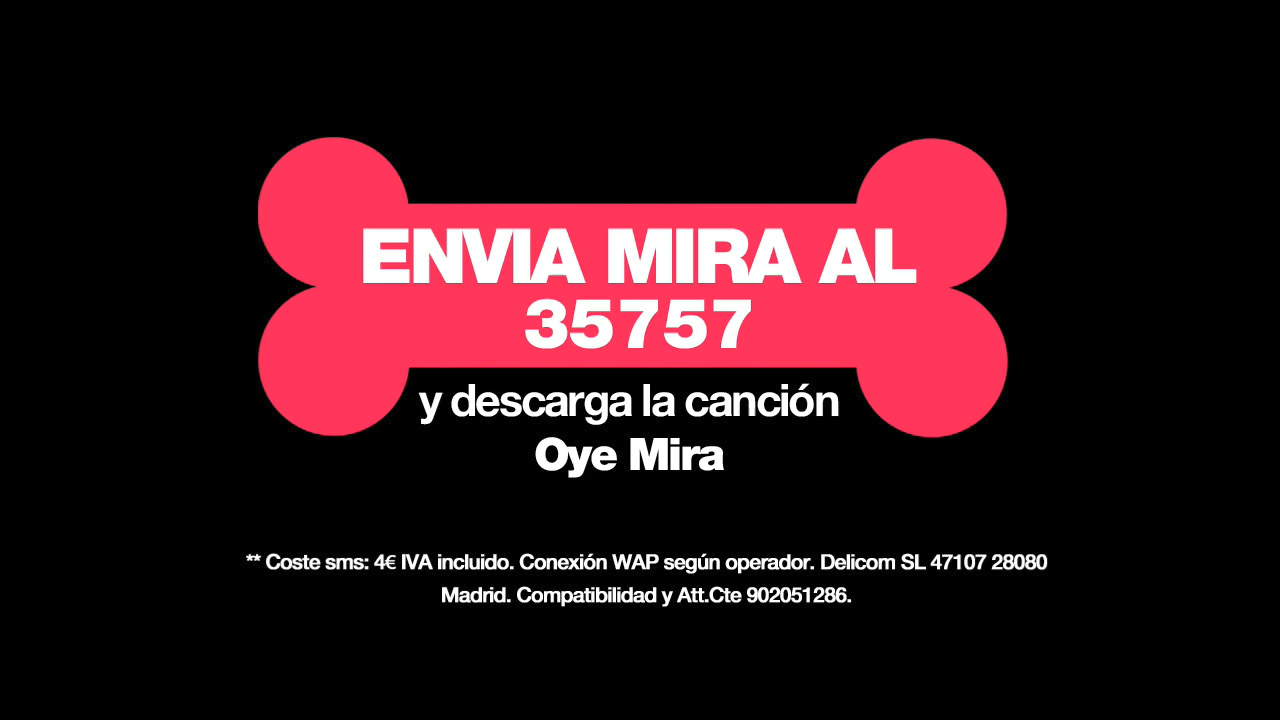 ENVIA MIRA AL
35757
y descarga la canción
Oye Mira
** Coste sms: 4€ IVA incluido. Conexión WAP según operador. Delicom SL 47107 28080
Madrid. Compatibilidad y Att.Cte 902051286.